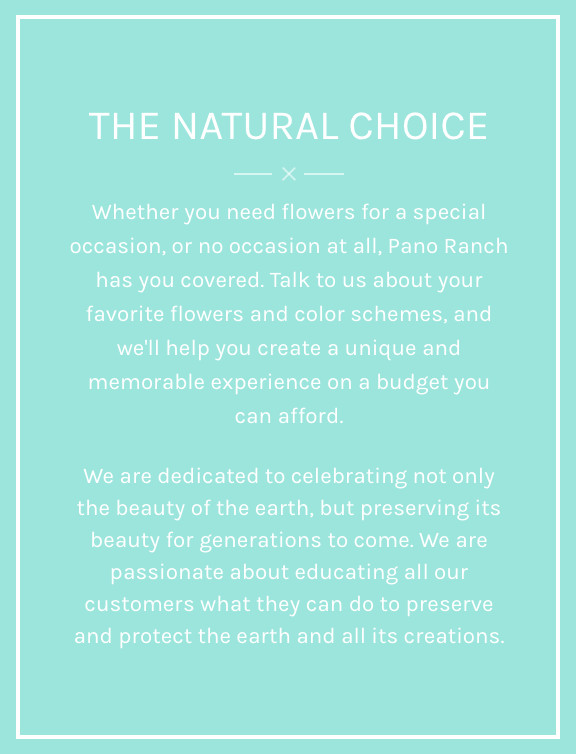 THE NATURAL CHOICE
Whether you need flowers for a special
occasion, or no occasion at all, Pano Ranch
has you covered. Talk to us about your
favorite flowers and color schemes, and
we'll help you create a unique and
memorable experience on a budget you
can afford.
We are dedicated to celebrating not only
the beauty of the earth, but preserving its
beauty for generations to come. We are
passionate about educating all our
customers what they can do to preserve
and protect the earth and all its creations.